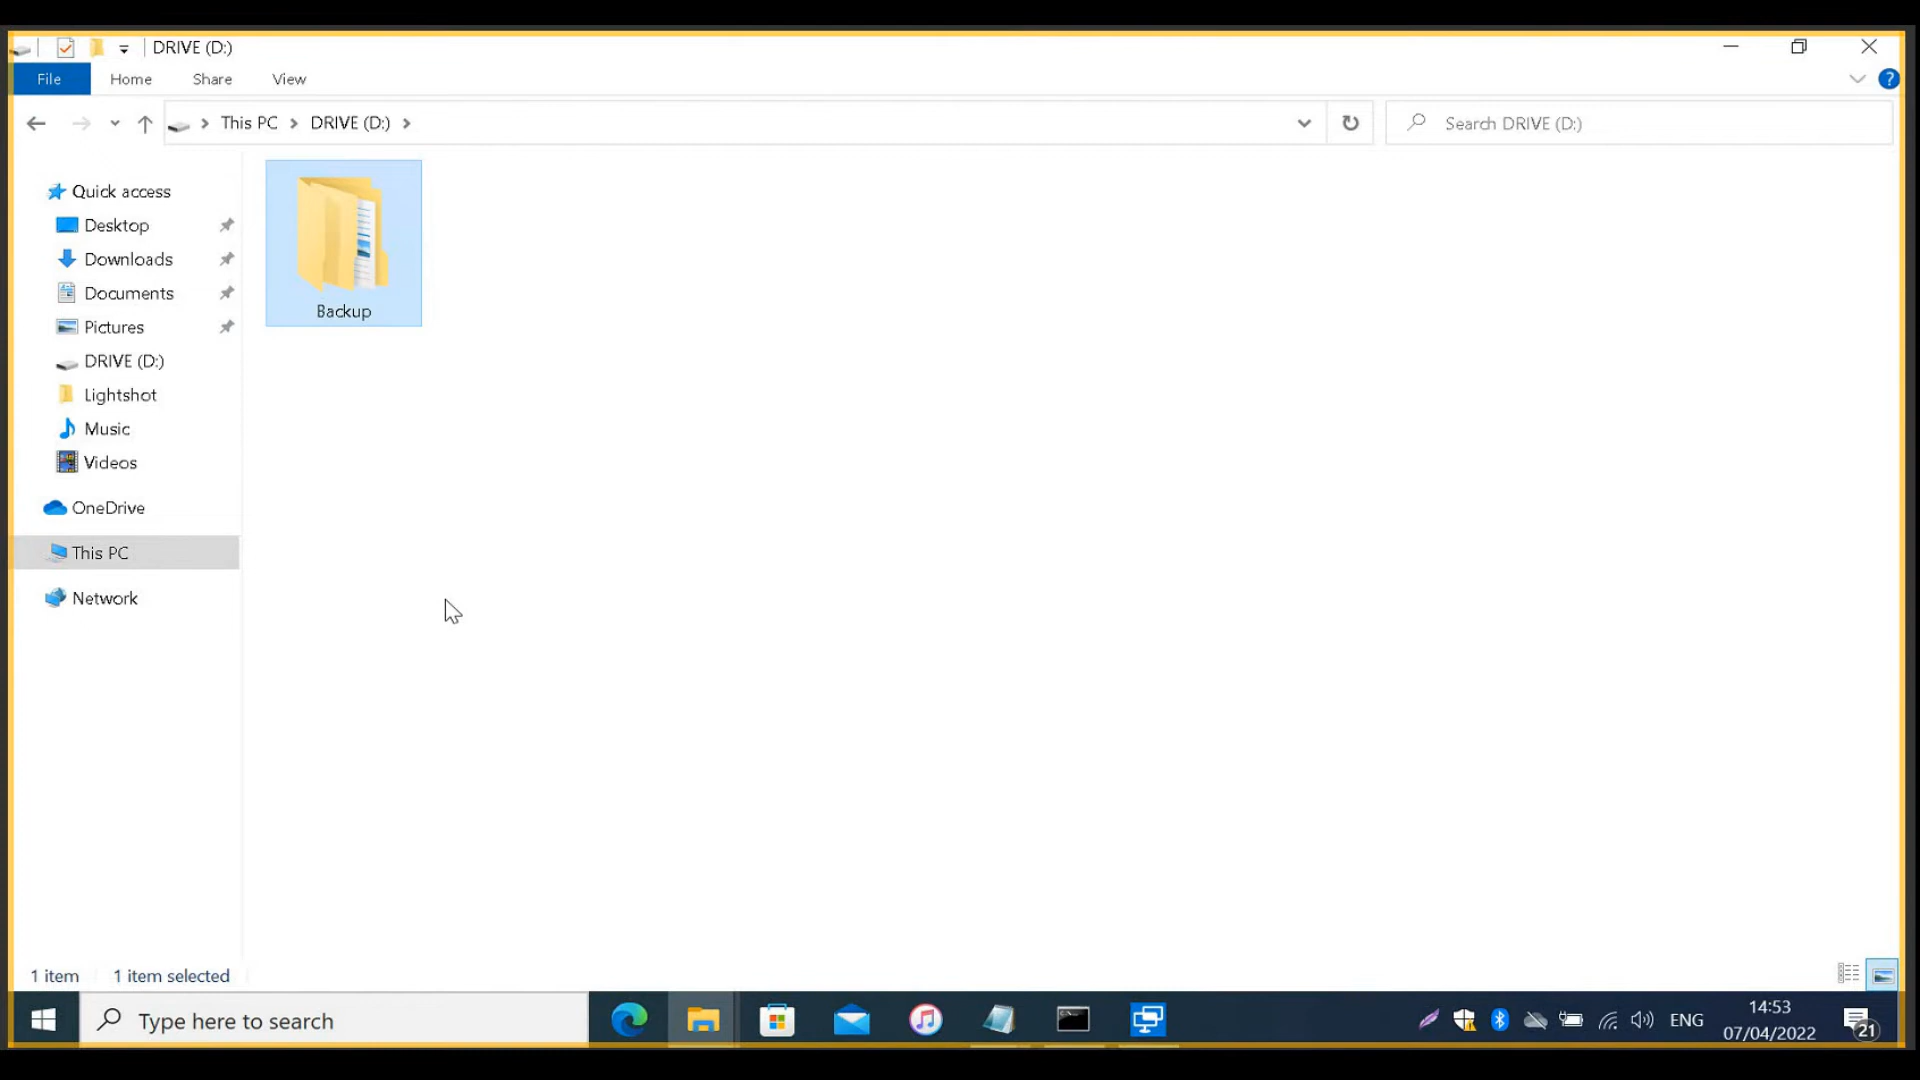 DRIVE (D:)
File Home Share View
This PC DRIVE (D:)
Search DRIVE (D:)
Quick access
Desktop
Downloads
Documents
Pictures
DRIVE (D:)
Lightshot
Music
Videos
OneDrive
This PC
Network
Backup
1 item 1 item selected
Type here to search
ENG
14:53
07/04/2022
21